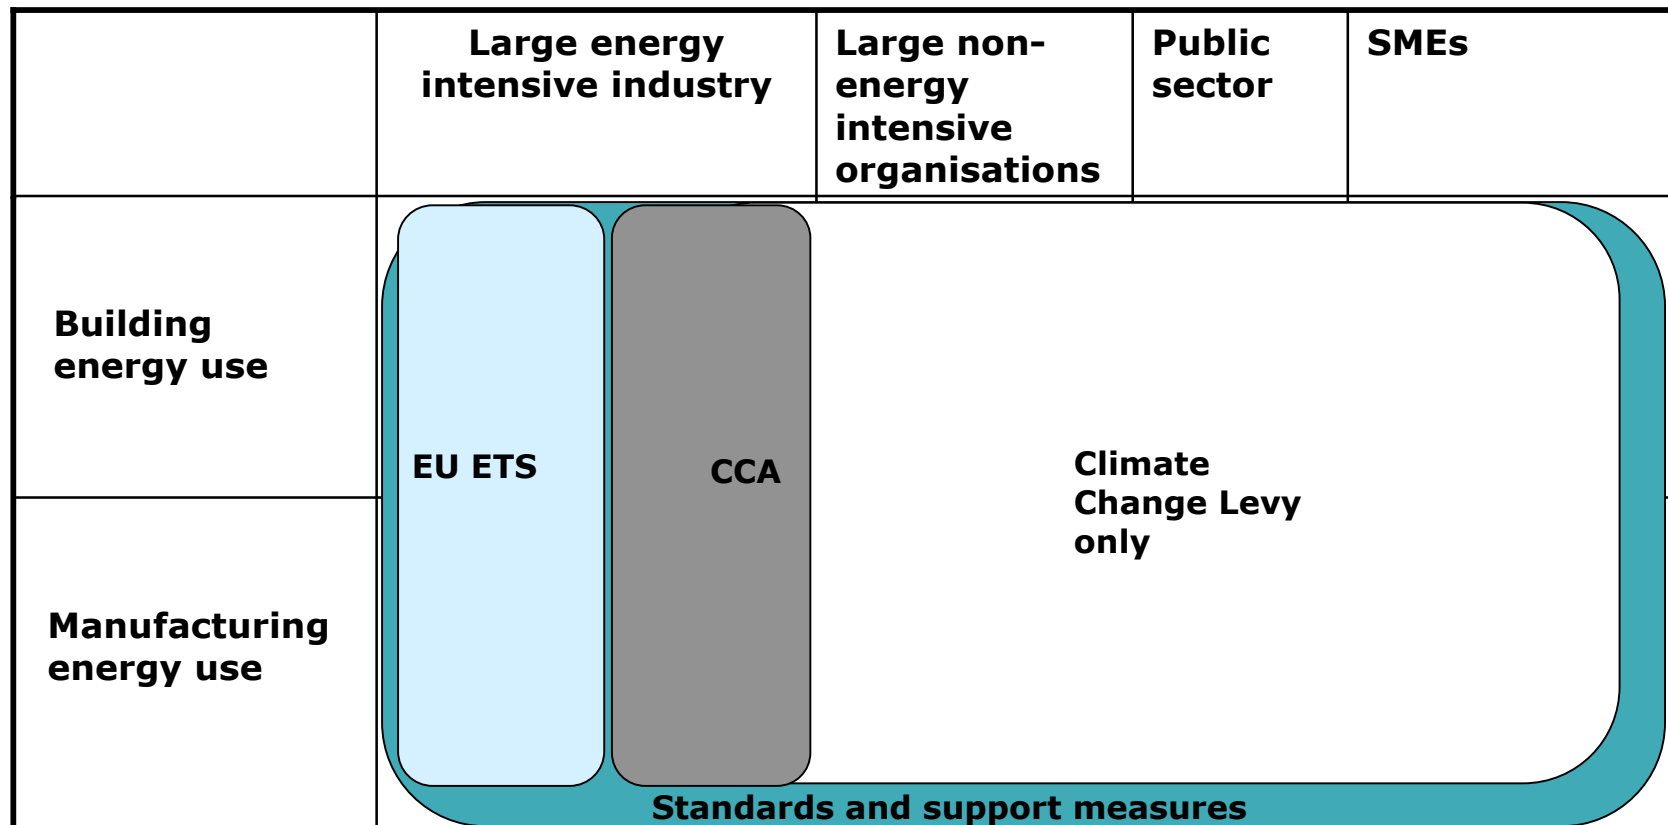 Large energy
intensive industry
Large non-
energy
intensive
organisations
Public
sector
SMEs
Building
energy use
EU ETS
CCA
Climate
Change Levy
only
Manufacturing
energy use
Standards and support measures